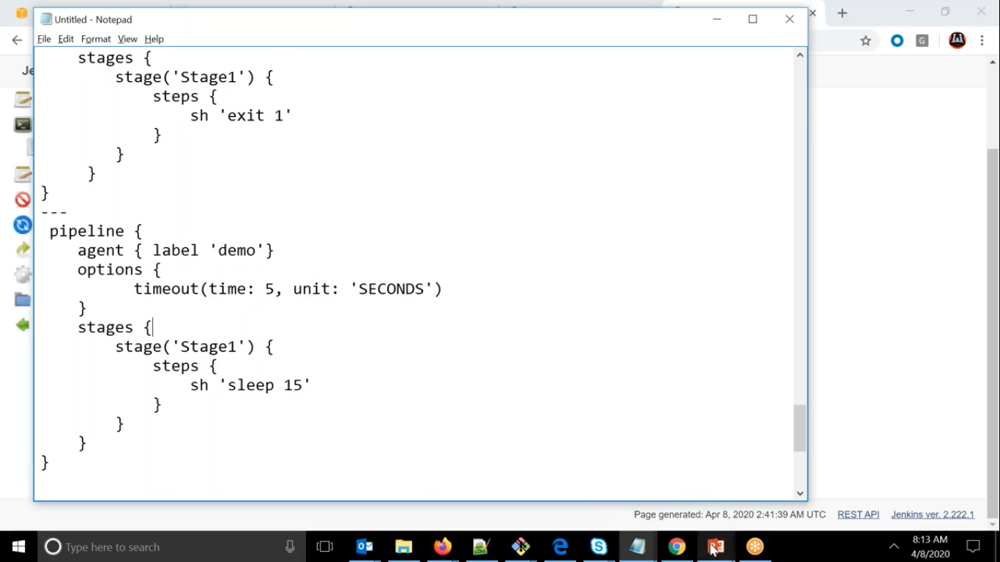 Untitled - Notepad
File Edit Format View Help
stages {
stage('Stage1') {
steps {
sh 'exit 1'
}
}
}
}
---
pipeline {
agent { label 'demo'}
options {
timeout(time: 5, unit: 'SECONDS')
}
stages {
stage('Stage1') {
steps {
sh 'sleep 15'
}
}
}
}
Je
G
Page generated: Apr 8, 2020 2:41:39 AM UTC REST API Jenkins ver. 2.222.1
Type here to search
8:13 AM
4/8/2020